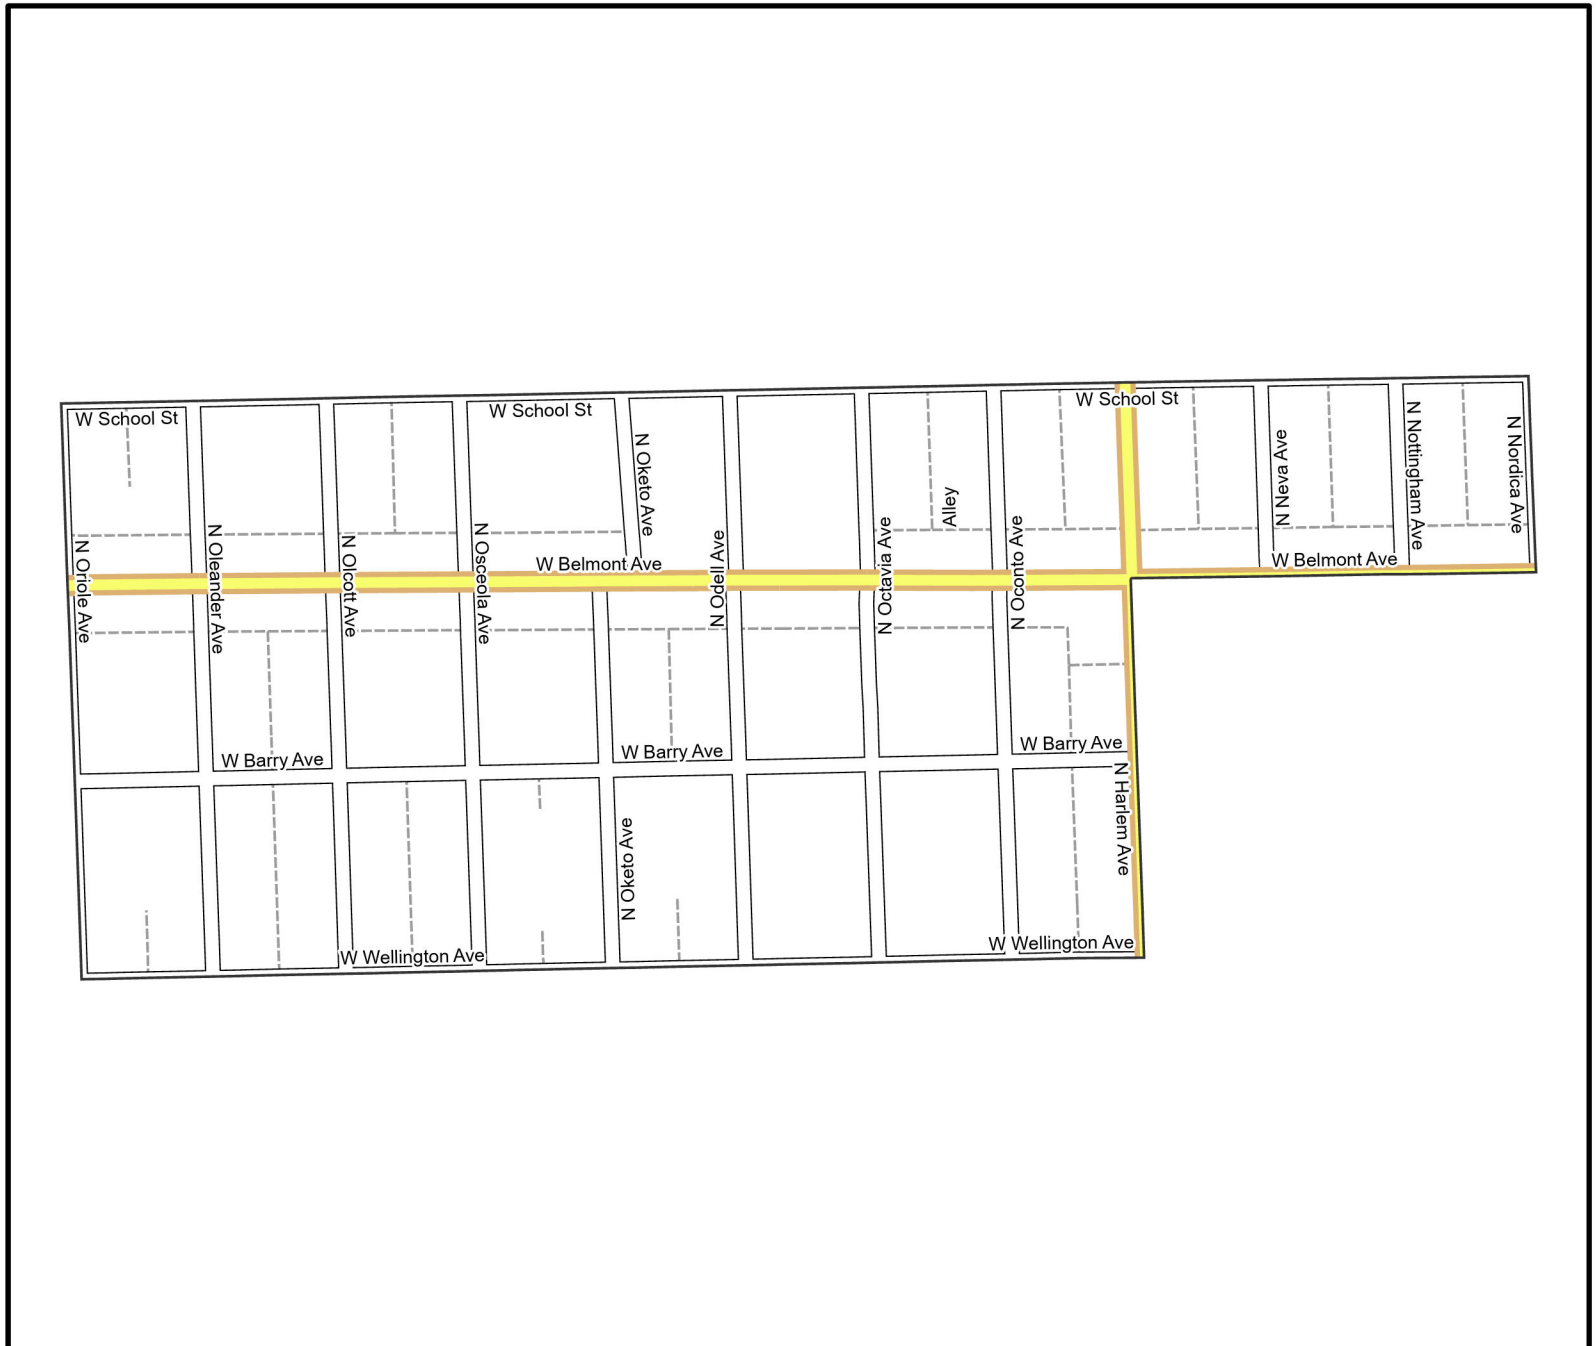 W School St
W School St
W School St
N Oketo Ave
N Neva Ave
N Nottingham Ave
N Nordica Ave
Alley
N Oriole Ave
N Oleander Ave
N Olcott Ave
N Osceola Ave
W Belmont Ave
N Odell Ave
N Octavia Ave
N Oconto Ave
W Belmont Ave
W Barry Ave
W Barry Ave
W Barry Ave
N Harlem Ave
N Oketo Ave
W Wellington Ave
W Wellington Ave